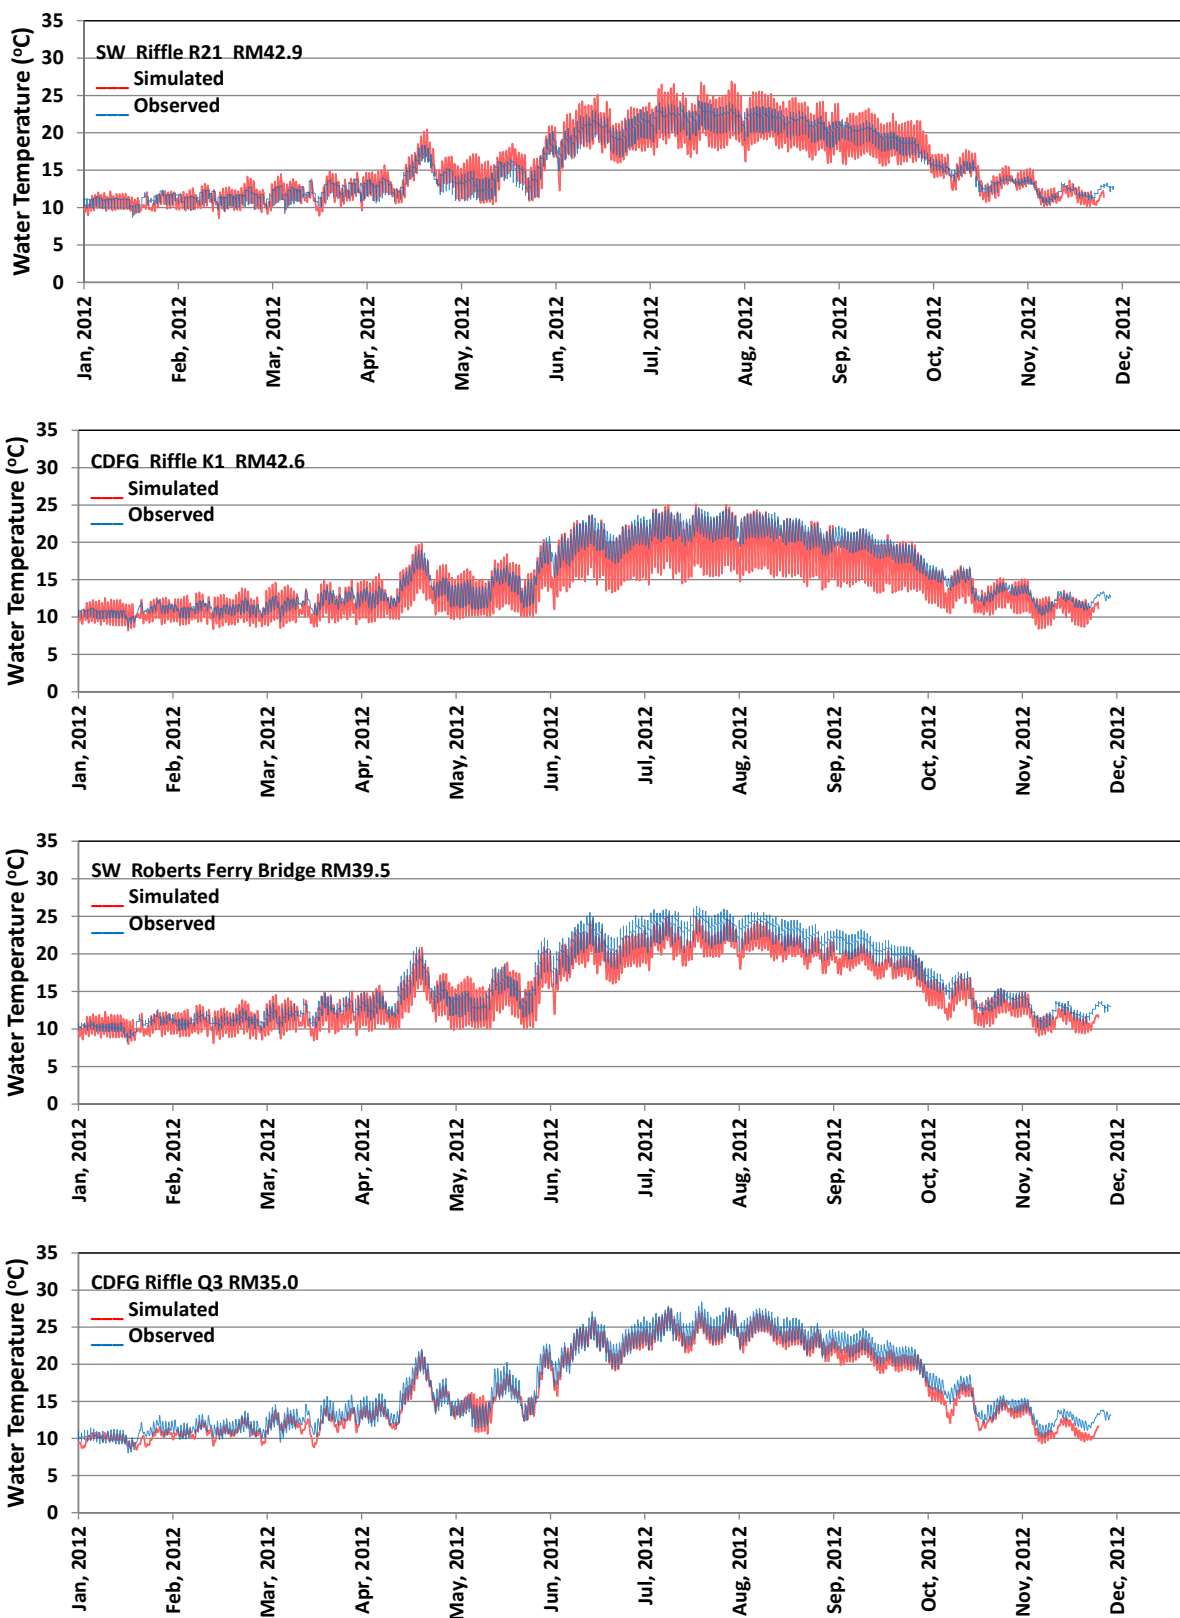 35
30
25
20
15
10
5
0
Water Temperature (ºC)
SW Riffle R21 RM42.9
Simulated
Observed
Jan, 2012
Feb, 2012
Mar, 2012
Apr, 2012
May, 2012
Jun, 2012
Jul, 2012
Aug, 2012
Sep, 2012
Oct, 2012
Nov, 2012
Dec, 2012
35
30
25
20
15
10
5
0
Water Temperature (ºC)
CDFG Riffle K1 RM42.6
Simulated
Observed
Jan, 2012
Feb, 2012
Mar, 2012
Apr, 2012
May, 2012
Jun, 2012
Jul, 2012
Aug, 2012
Sep, 2012
Oct, 2012
Nov, 2012
Dec, 2012
35
30
25
20
15
10
5
0
Water Temperature (ºC)
SW Roberts Ferry Bridge RM39.5
Simulated
Observed
Jan, 2012
Feb, 2012
Mar, 2012
Apr, 2012
May, 2012
Jun, 2012
Jul, 2012
Aug, 2012
Sep, 2012
Oct, 2012
Nov, 2012
Dec, 2012
35
30
25
20
15
10
5
0
Water Temperature (ºC)
CDFG Riffle Q3 RM35.0
Simulated
Observed
Jan, 2012
Feb, 2012
Mar, 2012
Apr, 2012
May, 2012
Jun, 2012
Jul, 2012
Aug, 2012
Sep, 2012
Oct, 2012
Nov, 2012
Dec, 2012